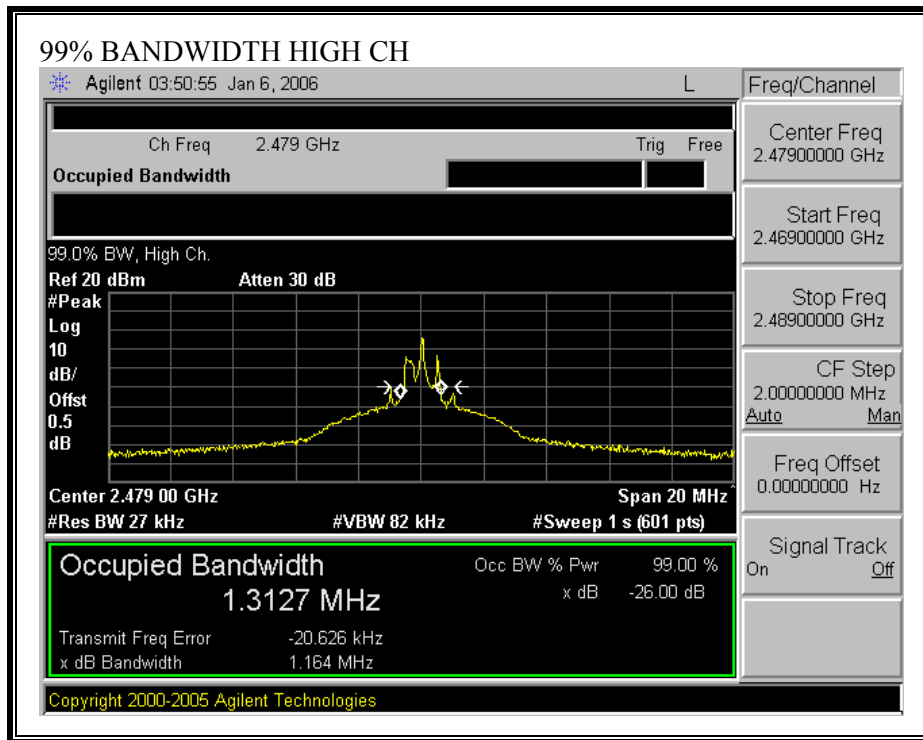 99% BANDWIDTH HIGH CH
Agilent 03:50:55 Jan 6, 2006 L
Freq/Channel
Ch Freq 2.479 GHz Trig Free
Occupied Bandwidth
Center Freq
2.47900000 GHz
Start Freq
2.46900000 GHz
Stop Freq
2.48900000 GHz
CF Step
2.00000000 MHz
Auto Man
Freq Offset
0.00000000 Hz
Signal Track
On Off
99.0% BW, High Ch.
Ref 20 dBm Atten 30 dB
#Peak
Log
10
dB/
Offst
0.5
dB
Center 2.479 00 GHz Span 20 MHz^
#Res BW 27 kHz #VBW 82 kHz #Sweep 1 s (601 pts)
Occupied Bandwidth Occ BW % Pwr 99.00 %
1.3127 MHz x dB -26.00 dB
Transmit Freq Error -20.626 kHz
x dB Bandwidth 1.164 MHz
Copyright 2000-2005 Agilent Technologies